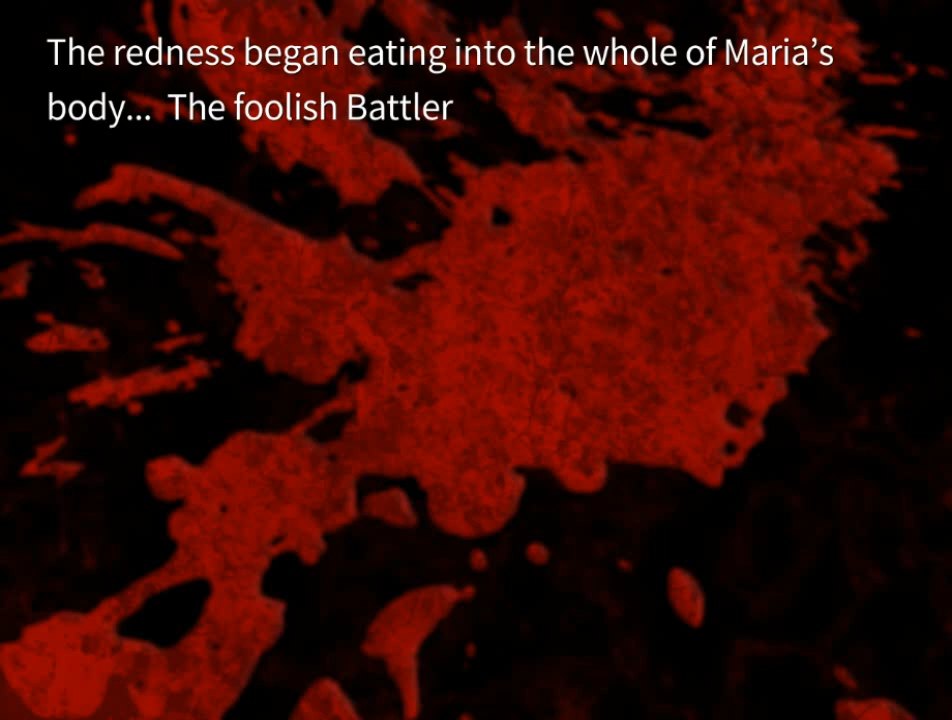 The redness began eating into the whole of Maria’s
body...  The foolish Battler